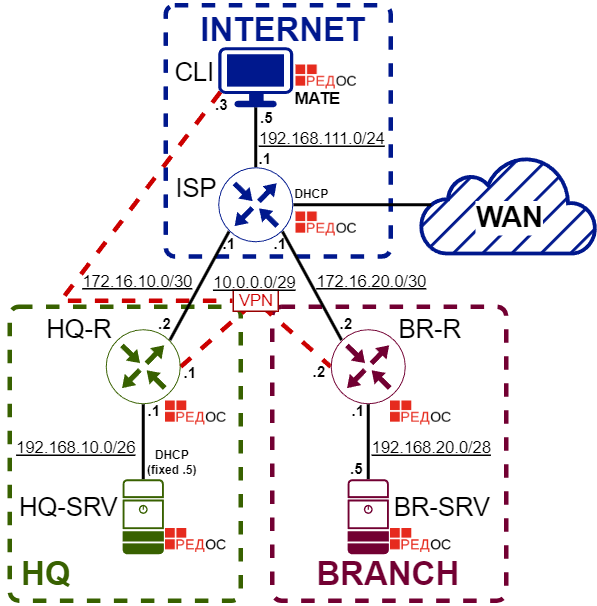 INTERNET
CLI
РЕДОС
MATE
.3
.5
192.168.111.0/24
.1
ISP
DHCP
WAN
РЕДОС
.1
.1
172.16.10.0/30
10.0.0.0/29
172.16.20.0/30
VPN
HQ-R
.2
.2
BR-R
.1
.2
.1
РЕДОС
.1
РЕДОС
192.168.10.0/26
192.168.20.0/28
DHCP
(fixed .5)
.5
HQ-SRV
BR-SRV
РЕДОС
РЕДОС
HQ
BRANCH